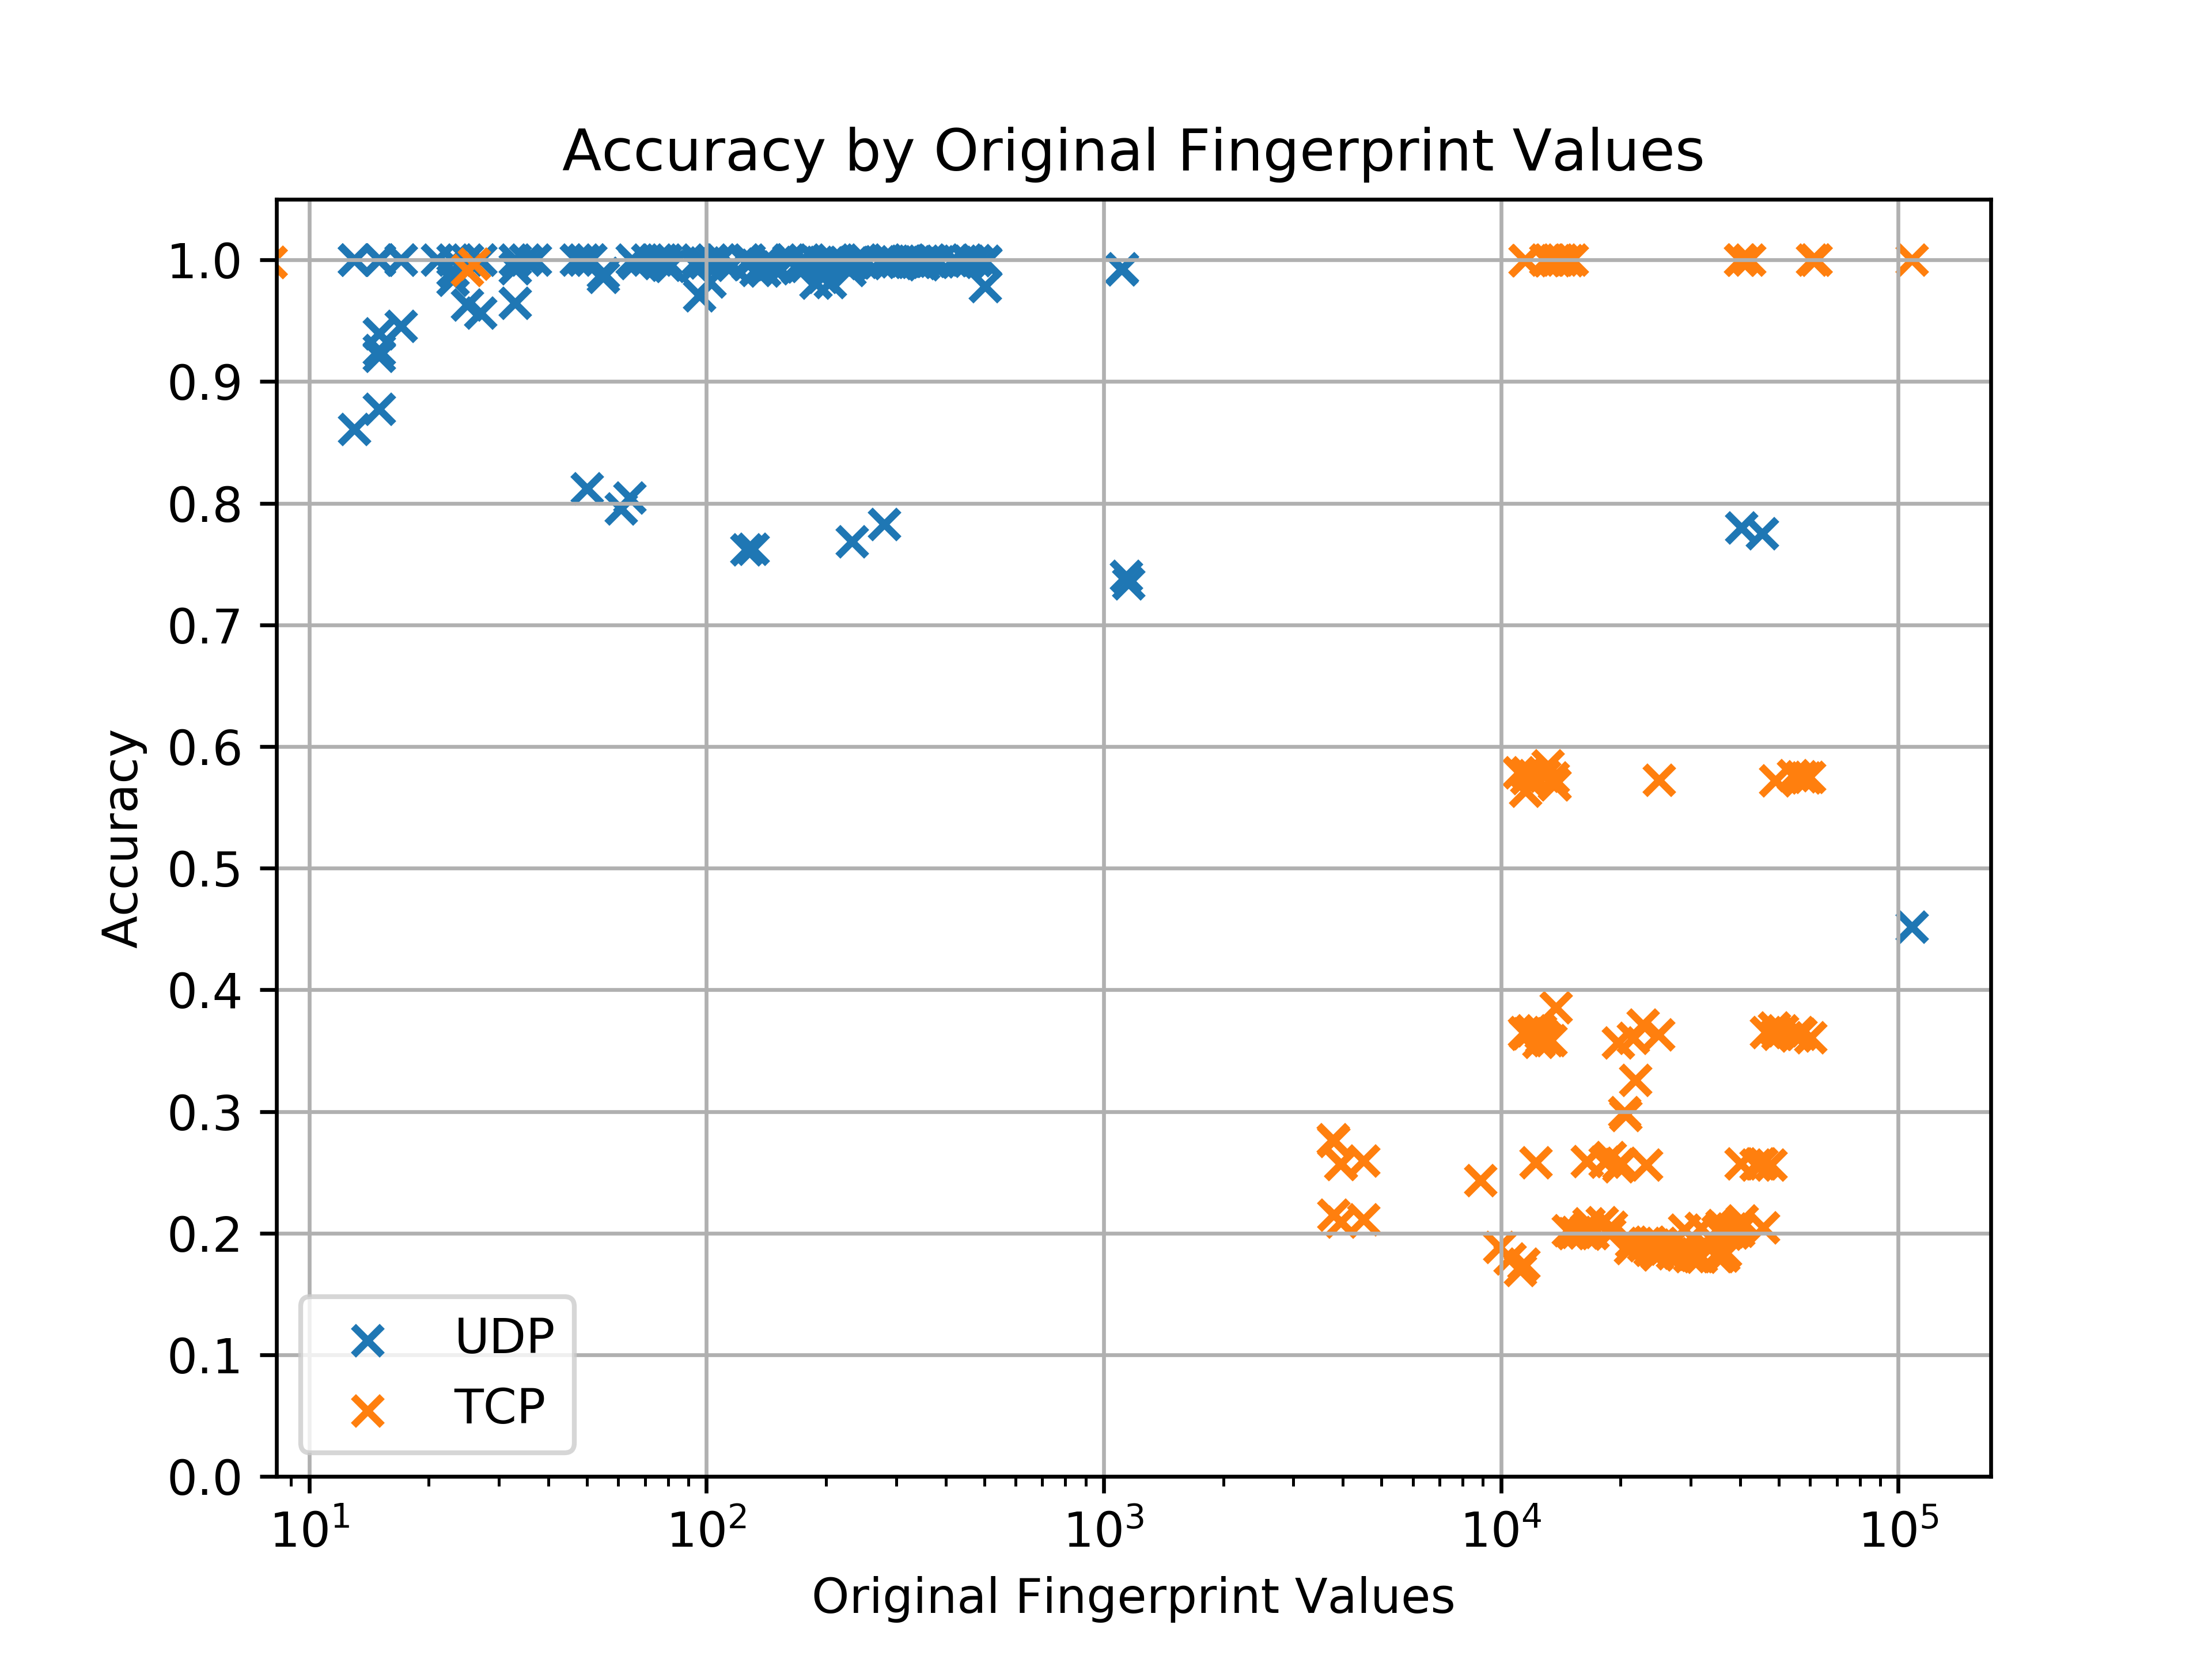 Accuracy by Original Fingerprint Values
1.0
0.9
0.8
0.7
0.6
0.5
0.4
0.3
0.2
0.1
0.0
Accuracy
UDP
TCP
10¹ 10² 10³ 10⁴ 10⁵
Original Fingerprint Values